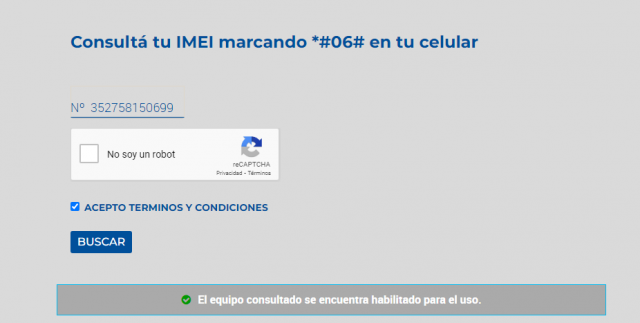 Consultá tu IMEI marcando *#06# en tu celular
Nº 352758150699
No soy un robot
reCAPTCHA
Privacidad - Términos
ACEPTO TERMINOS Y CONDICIONES
BUSCAR
El equipo consultado se encuentra habilitado para el uso.